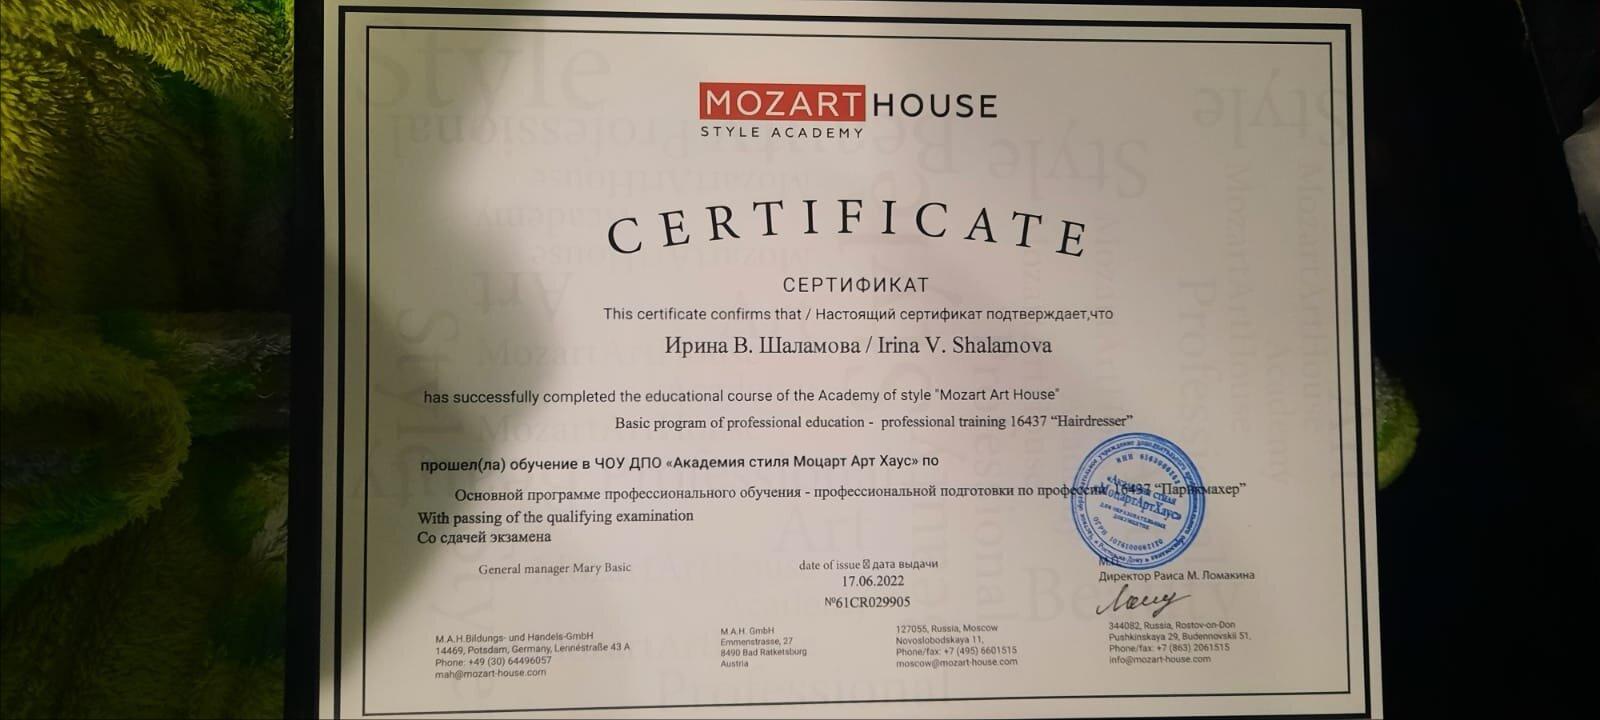 MOZART HOUSE
STYLE ACADEMY
CERTIFICATE
СЕРТИФИКАТ
This certificate confirms that / Настоящий сертификат подтверждает,что
Ирина В. Шаламова / Irina V. Shalamova
has successfully completed the educational course of the Academy of style "Mozart Art House"
Basic program of professional education - professional training 16437 “Hairdresser”
прошел(ла) обучение в ЧОУ ДПО «Академия стиля Моцарт Арт Хаус» по
Основной программе профессионального обучения - профессиональной подготовки по профессии 16437 “Парикмахер”
With passing of the qualifying examination
Со сдачей экзамена
General manager Mary Basic
date of issue дата выдачи
17.06.2022
№61CR029905
М.П.
Директор Раиса М. Ломакина
M.A.H.Bildungs- und Handels-GmbH
14469, Potsdam, Germany, Lennéstraße 43 A
Phone: +49 (30) 64496057
mah@mozart-house.com
M.A.H. GmbH
Emmenstrasse, 27
8490 Bad Ratketsburg
Austria
127055, Russia, Moscow
Novoslobodskaya 11,
Phone/fax: +7 (495) 6601515
moscow@mozart-house.com
344082, Russia, Rostov-on-Don
Pushkinskaya 29, Budennovskii 51,
Phone/fax: +7 (863) 2061515
info@mozart-house.com
«Академия стиля
МоцартАртХаус»
для образовательных
документов